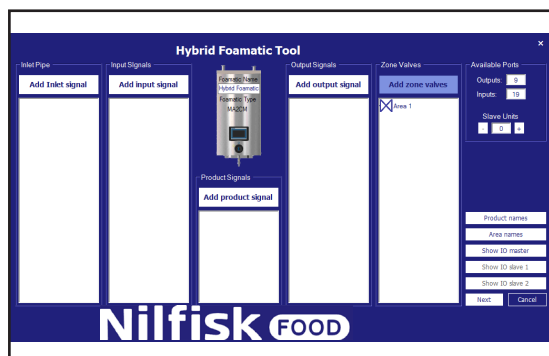 Hybrid Foamatic Tool
×
Inlet Pipe
Add Inlet signal
Input Signals
Add input signal
Foamatic Name
Hybrid Foamatic
Foamatic Type
MA2CM
Product Signals
Add product signal
Output Signals
Add output signal
Zone Valves
Add zone valves
Area 1
Available Ports
Outputs: 9
Inputs: 19
Slave Units
- 0 +
Product names
Area names
Show IO master
Show IO slave 1
Show IO slave 2
Next Cancel
Nilfisk FOOD